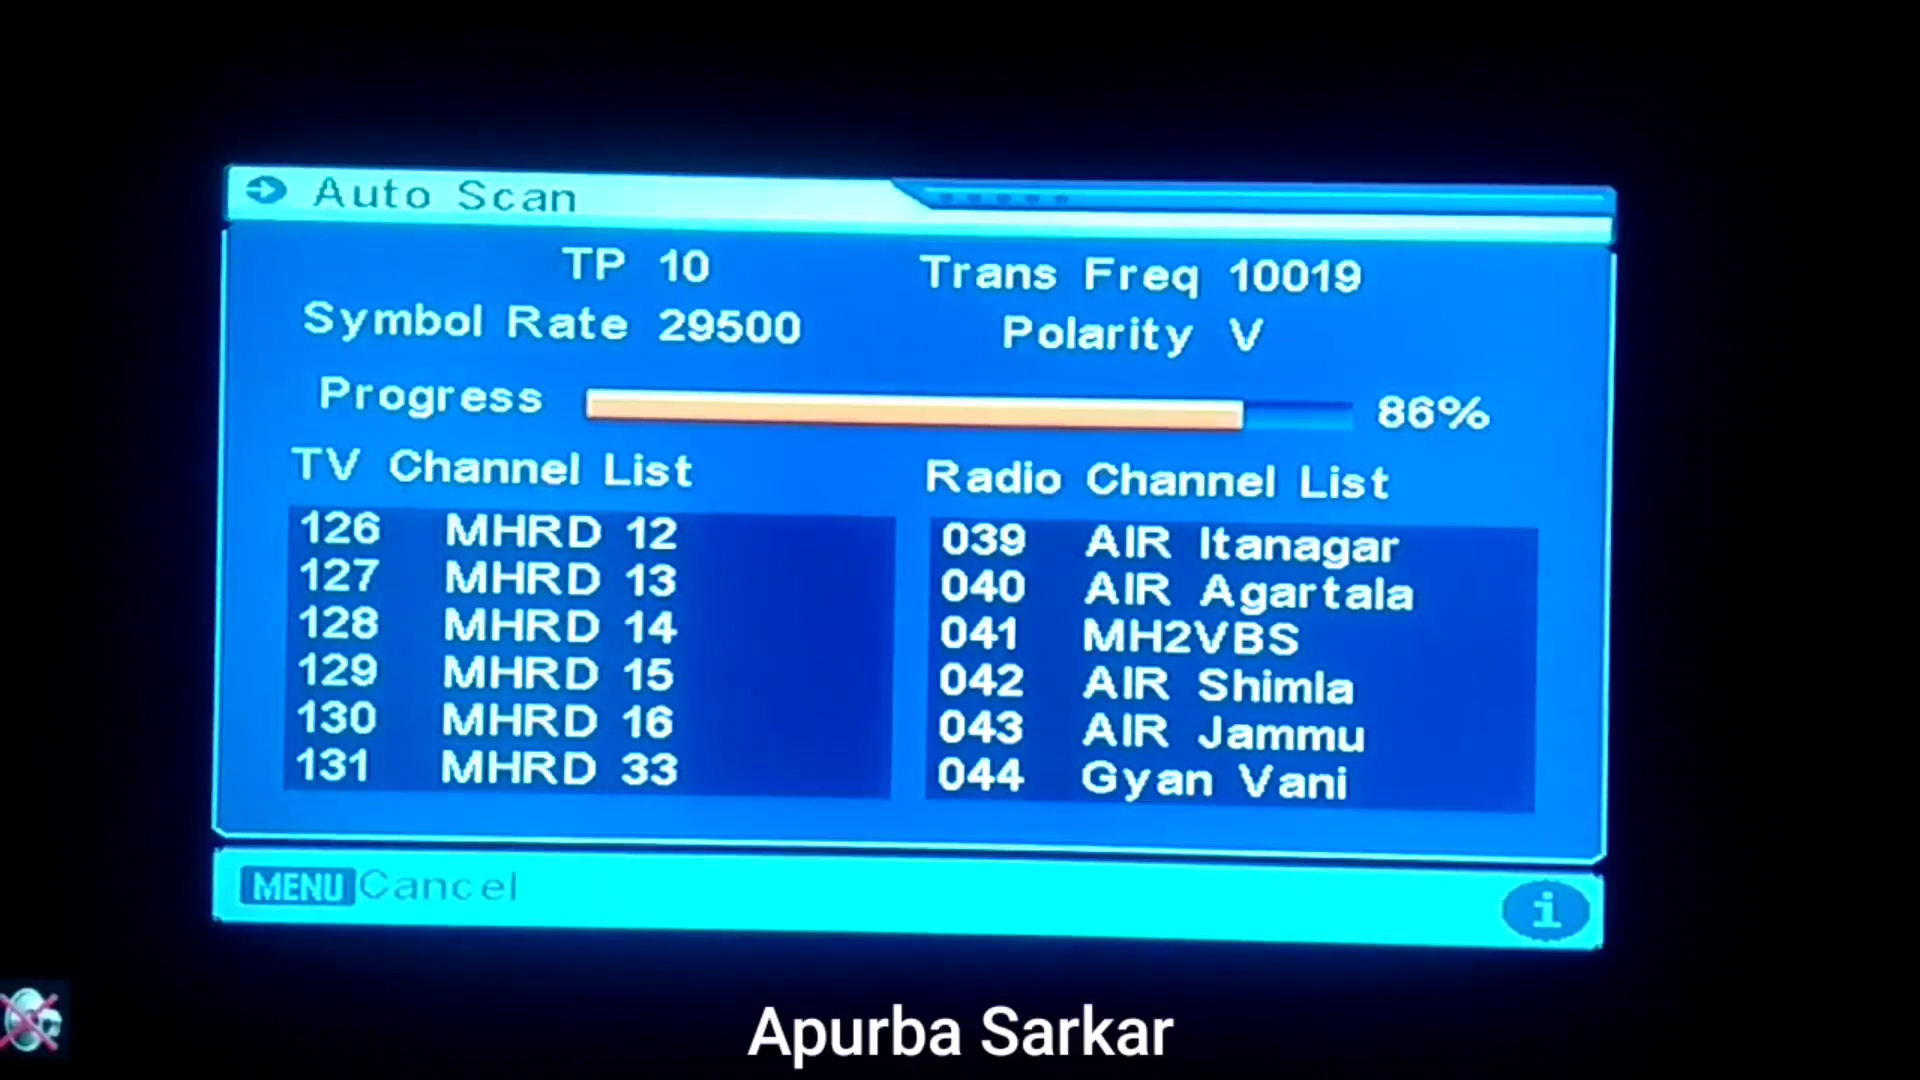 Auto Scan
TP 10 Trans Freq 10019
Symbol Rate 29500 Polarity V
Progress 86%
TV Channel List Radio Channel List
126 MHRD 12 039 AIR Itanagar
127 MHRD 13 040 AIR Agartala
128 MHRD 14 041 MH2VBS
129 MHRD 15 042 AIR Shimla
130 MHRD 16 043 AIR Jammu
131 MHRD 33 044 Gyan Vani
MENU Cancel i
Apurba Sarkar